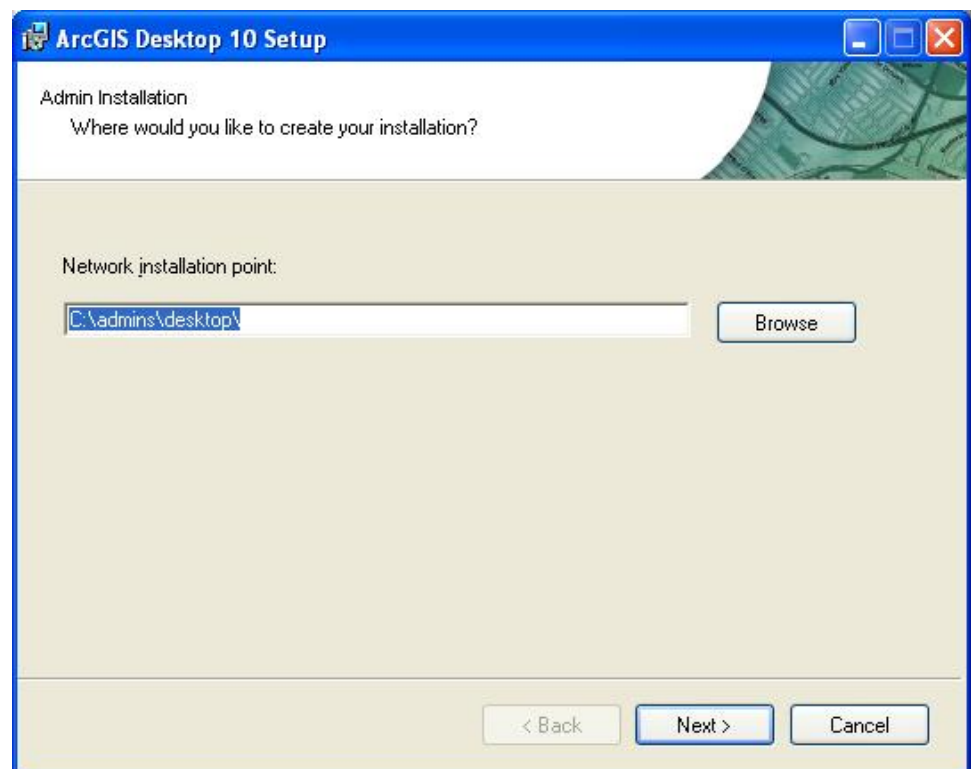 ArcGIS Desktop 10 Setup
Admin Installation
Where would you like to create your installation?
Network installation point:
C:\admins\desktop\
Browse
< Back
Next >
Cancel